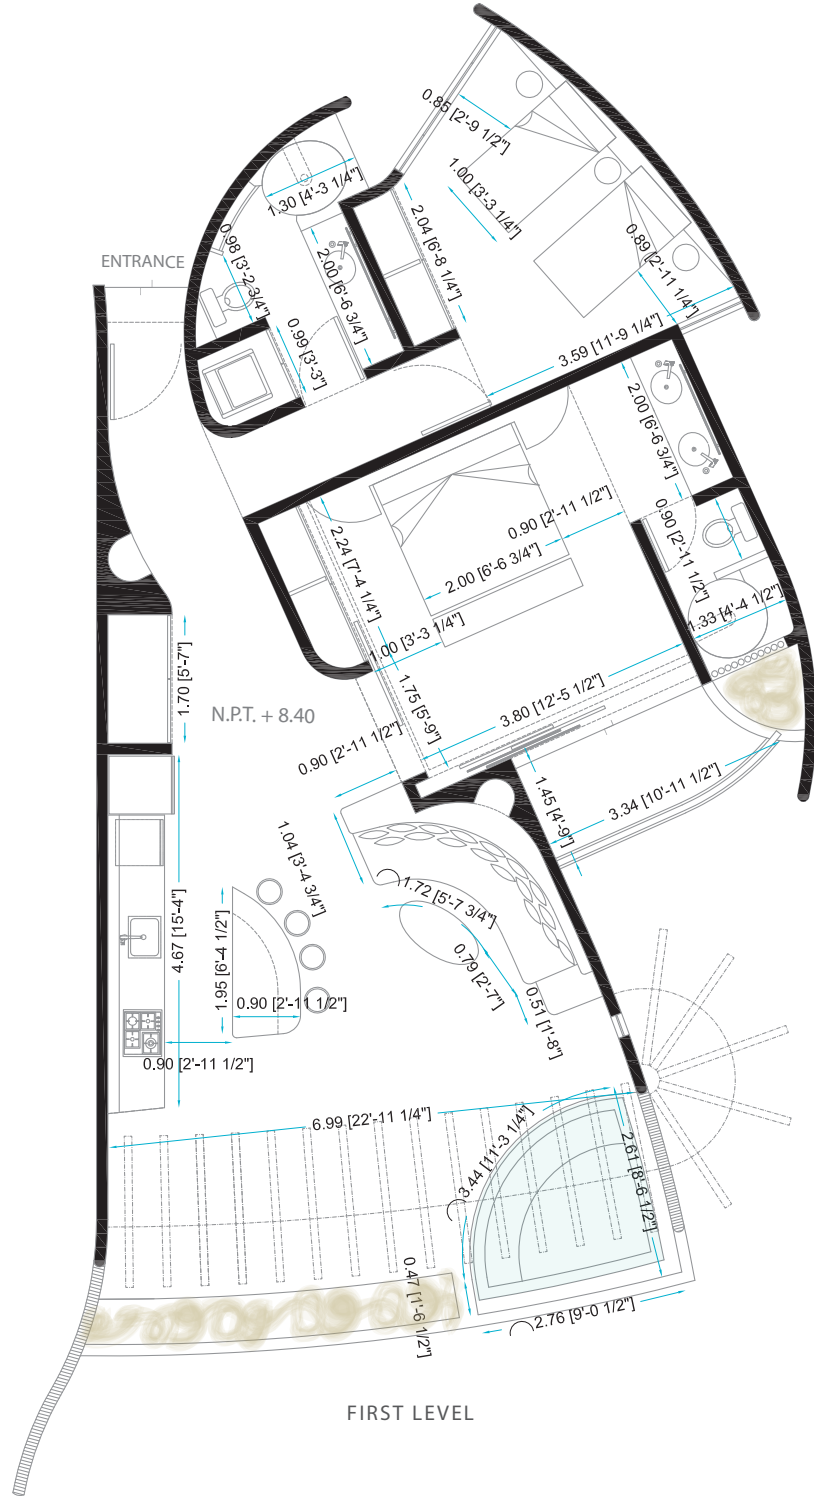 0.85 [2'-9 1/2"]
1.00 [3'-3 1/4"]
1.30 [4'-3 1/4"]
2.04 [6'-8 1/4"]
0.98 [3'-2 3/4"]
2.00 [6'-6 3/4"]
0.89 [2'-11 1/4"]
ENTRANCE
0.99 [3'-3"]
3.59 [11'-9 1/4"]
2.00 [6'-6 3/4"]
0.90 [2'-11 1/2"]
2.24 [7'-4 1/4"]
0.90 [2'-11 1/2"]
2.00 [6'-6 3/4"]
1.33 [4'-4 1/2"]
1.00 [3'-3 1/4"]
1.70 [5'-7"]
N.P.T. + 8.40
1.75 [5'-9"]
3.80 [12'-5 1/2"]
0.90 [2'-11 1/2"]
1.45 [4'-9"]
3.34 [10'-11 1/2"]
1.04 [3'-4 3/4"]
1.72 [5'-7 3/4"]
4.67 [15'-4"]
1.95 [6'-4 1/2"]
0.79 [2'-7"]
0.90 [2'-11 1/2"]
0.51 [1'-8"]
0.90 [2'-11 1/2"]
6.99 [22'-11 1/4"]
3.44 [11'-3 1/4"]
2.61 [8'-6 1/2"]
0.47 [1'-6 1/2"]
2.76 [9'-0 1/2"]
FIRST LEVEL